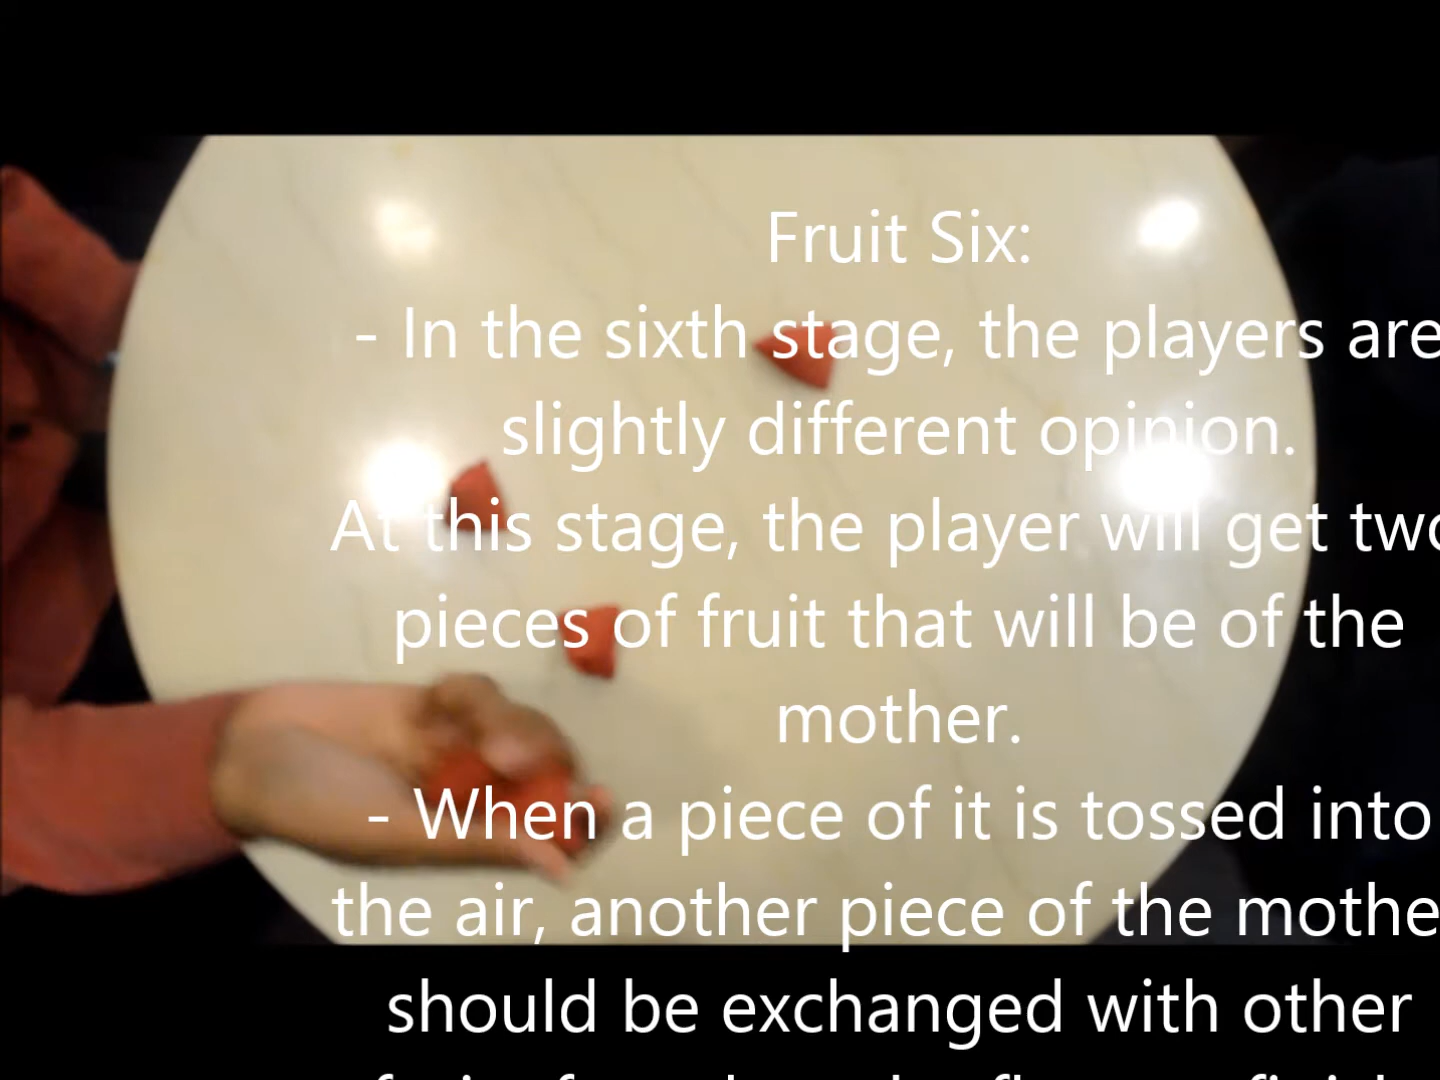 Fruit Six:
- In the sixth stage, the players are
slightly different opinion.
At this stage, the player will get two
pieces of fruit that will be of the
mother.
- When a piece of it is tossed into
the air, another piece of the mothe
should be exchanged with other